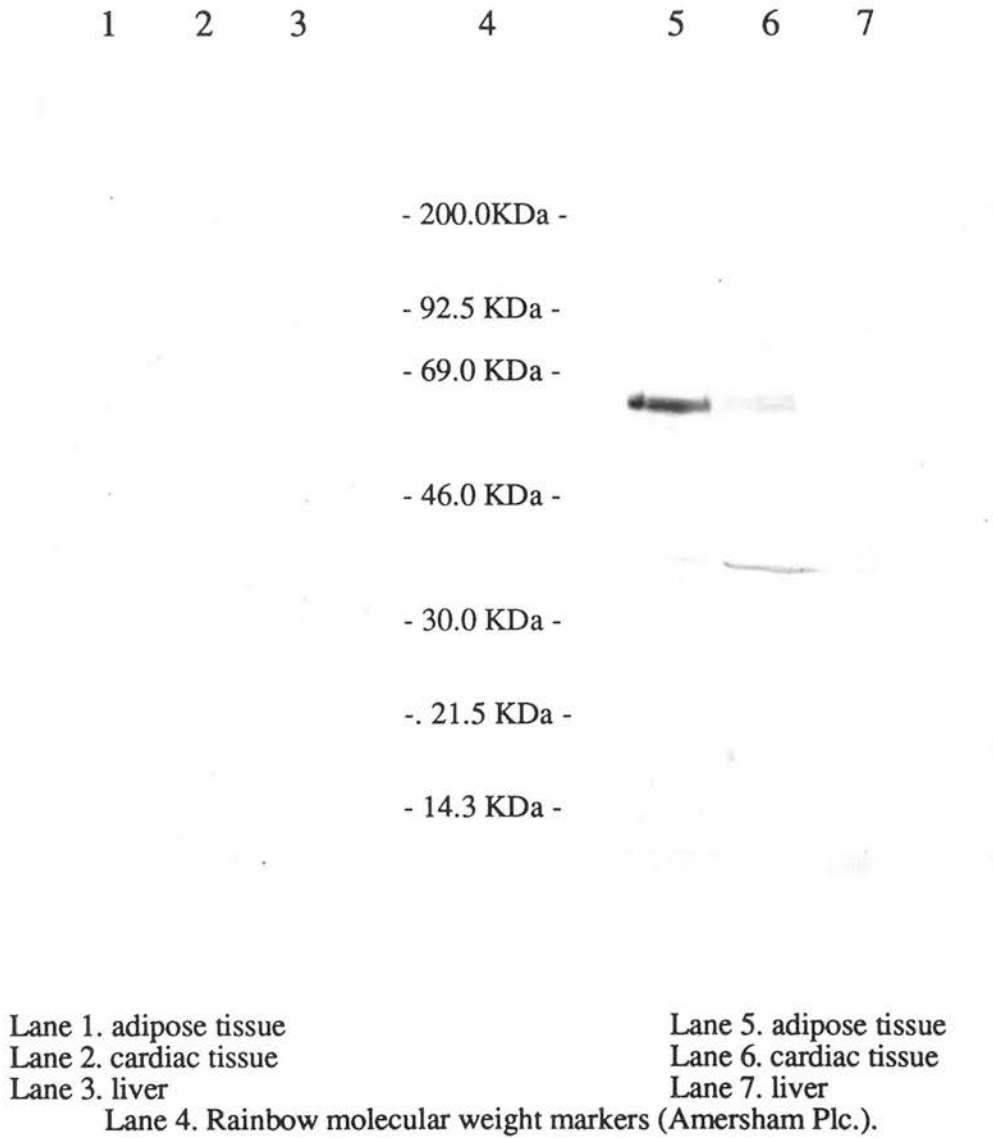 1 2 3 4 5 6 7
- 200.0KDa -
- 92.5 KDa -
- 69.0 KDa -
- 46.0 KDa -
- 30.0 KDa -
-. 21.5 KDa -
- 14.3 KDa -
Lane 1. adipose tissue
Lane 2. cardiac tissue
Lane 3. liver
Lane 5. adipose tissue
Lane 6. cardiac tissue
Lane 7. liver
Lane 4. Rainbow molecular weight markers (Amersham Plc.).